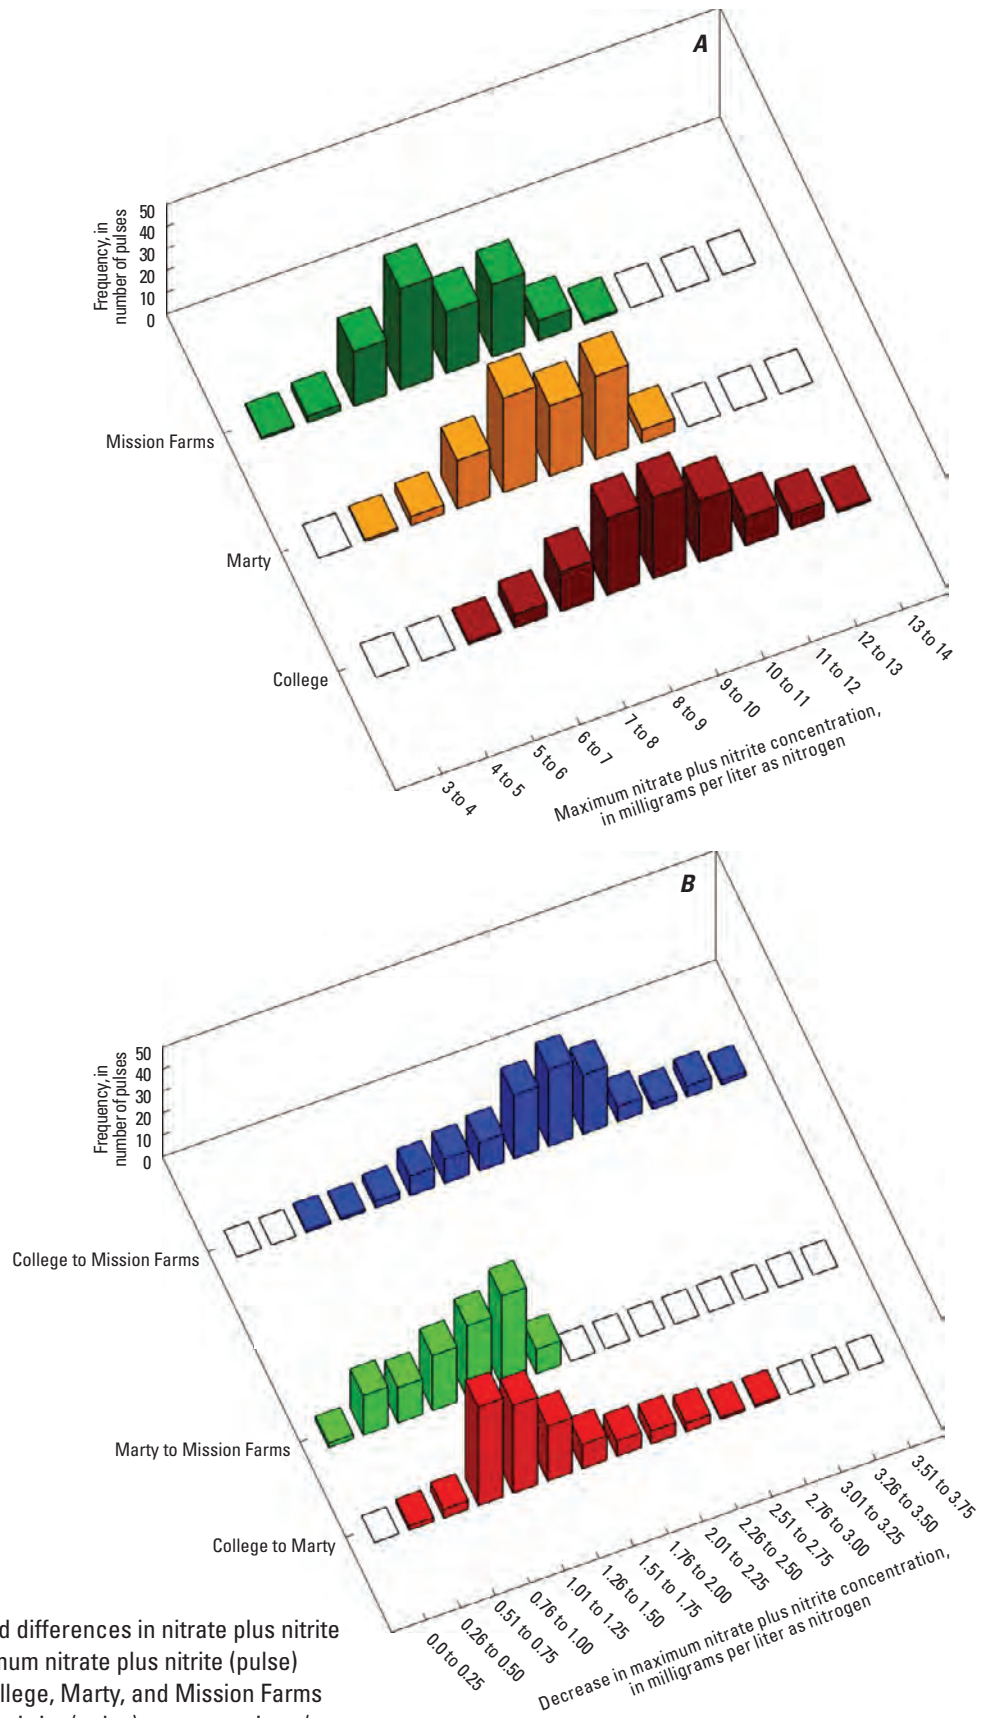 A
Frequency, in
number of pulses
50
40
30
20
10
0
Mission Farms
Marty
College
3 to 4
4 to 5
5 to 6
6 to 7
7 to 8
8 to 9
9 to 10
10 to 11
11 to 12
12 to 13
13 to 14
Maximum nitrate plus nitrite concentration,
in milligrams per liter as nitrogen
B
Frequency, in
number of pulses
50
40
30
20
10
0
College to Mission Farms
Marty to Mission Farms
College to Marty
0.0 to 0.25
0.26 to 0.50
0.51 to 0.75
0.76 to 1.00
1.01 to 1.25
1.26 to 1.50
1.51 to 1.75
1.76 to 2.00
2.01 to 2.25
2.26 to 2.50
2.51 to 2.75
2.76 to 3.00
3.01 to 3.25
3.26 to 3.50
3.51 to 3.75
Decrease in maximum nitrate plus nitrite concentration,
in milligrams per liter as nitrogen
d differences in nitrate plus nitrite
num nitrate plus nitrite (pulse)
llege, Marty, and Mission Farms